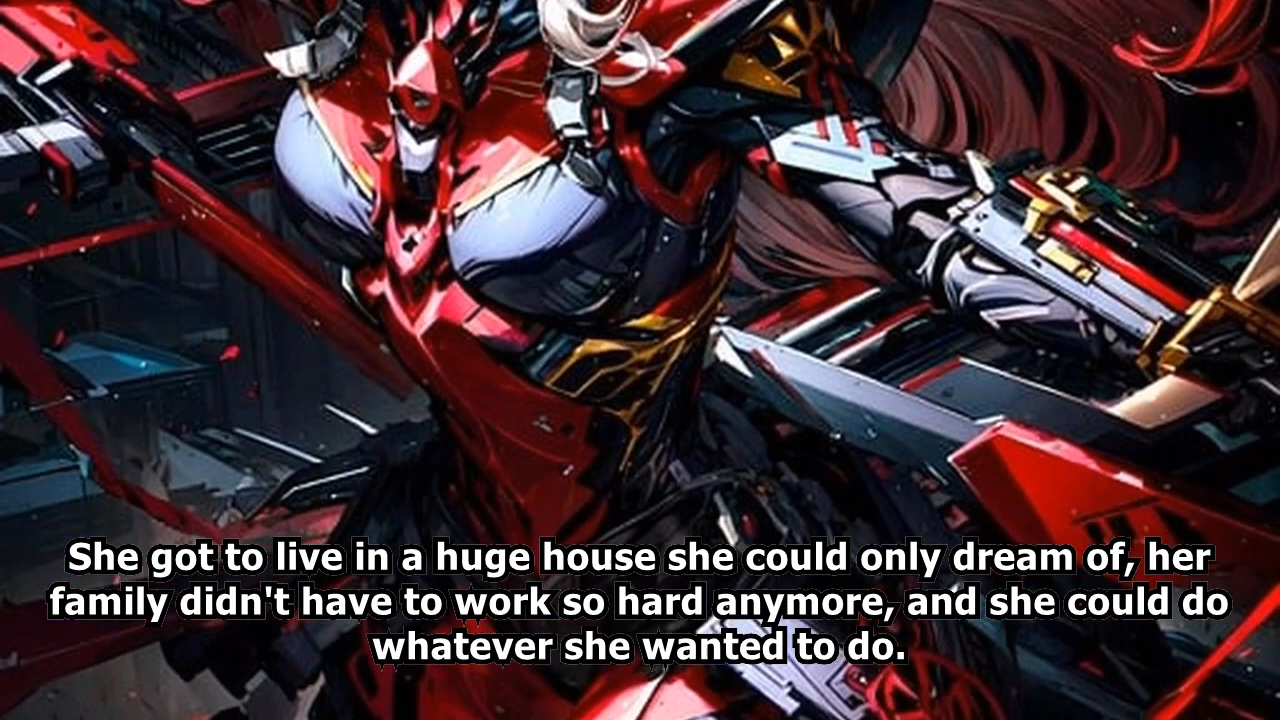 She got to live in a huge house she could only dream of, her
family didn't have to work so hard anymore, and she could do
whatever she wanted to do.